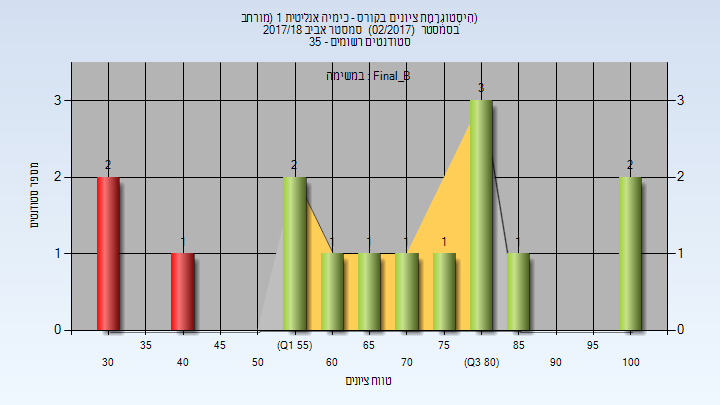 (היסטוגרמת ציונים בקורס - כימיה אנליטית 1 (מורחב
בסמסטר (02/2017) סמסטר אביב 2017/18
סטודנטים רשומים - 35
במשימה : Final_B
מספר סטודנטים
3 3
2 2
1 1
0 0
2 1 2 1 1 1 1 3 1 2
35 45 (Q1 55) 65 75 85 95
30 40 50 60 70 (Q3 80) 90 100
טווח ציונים